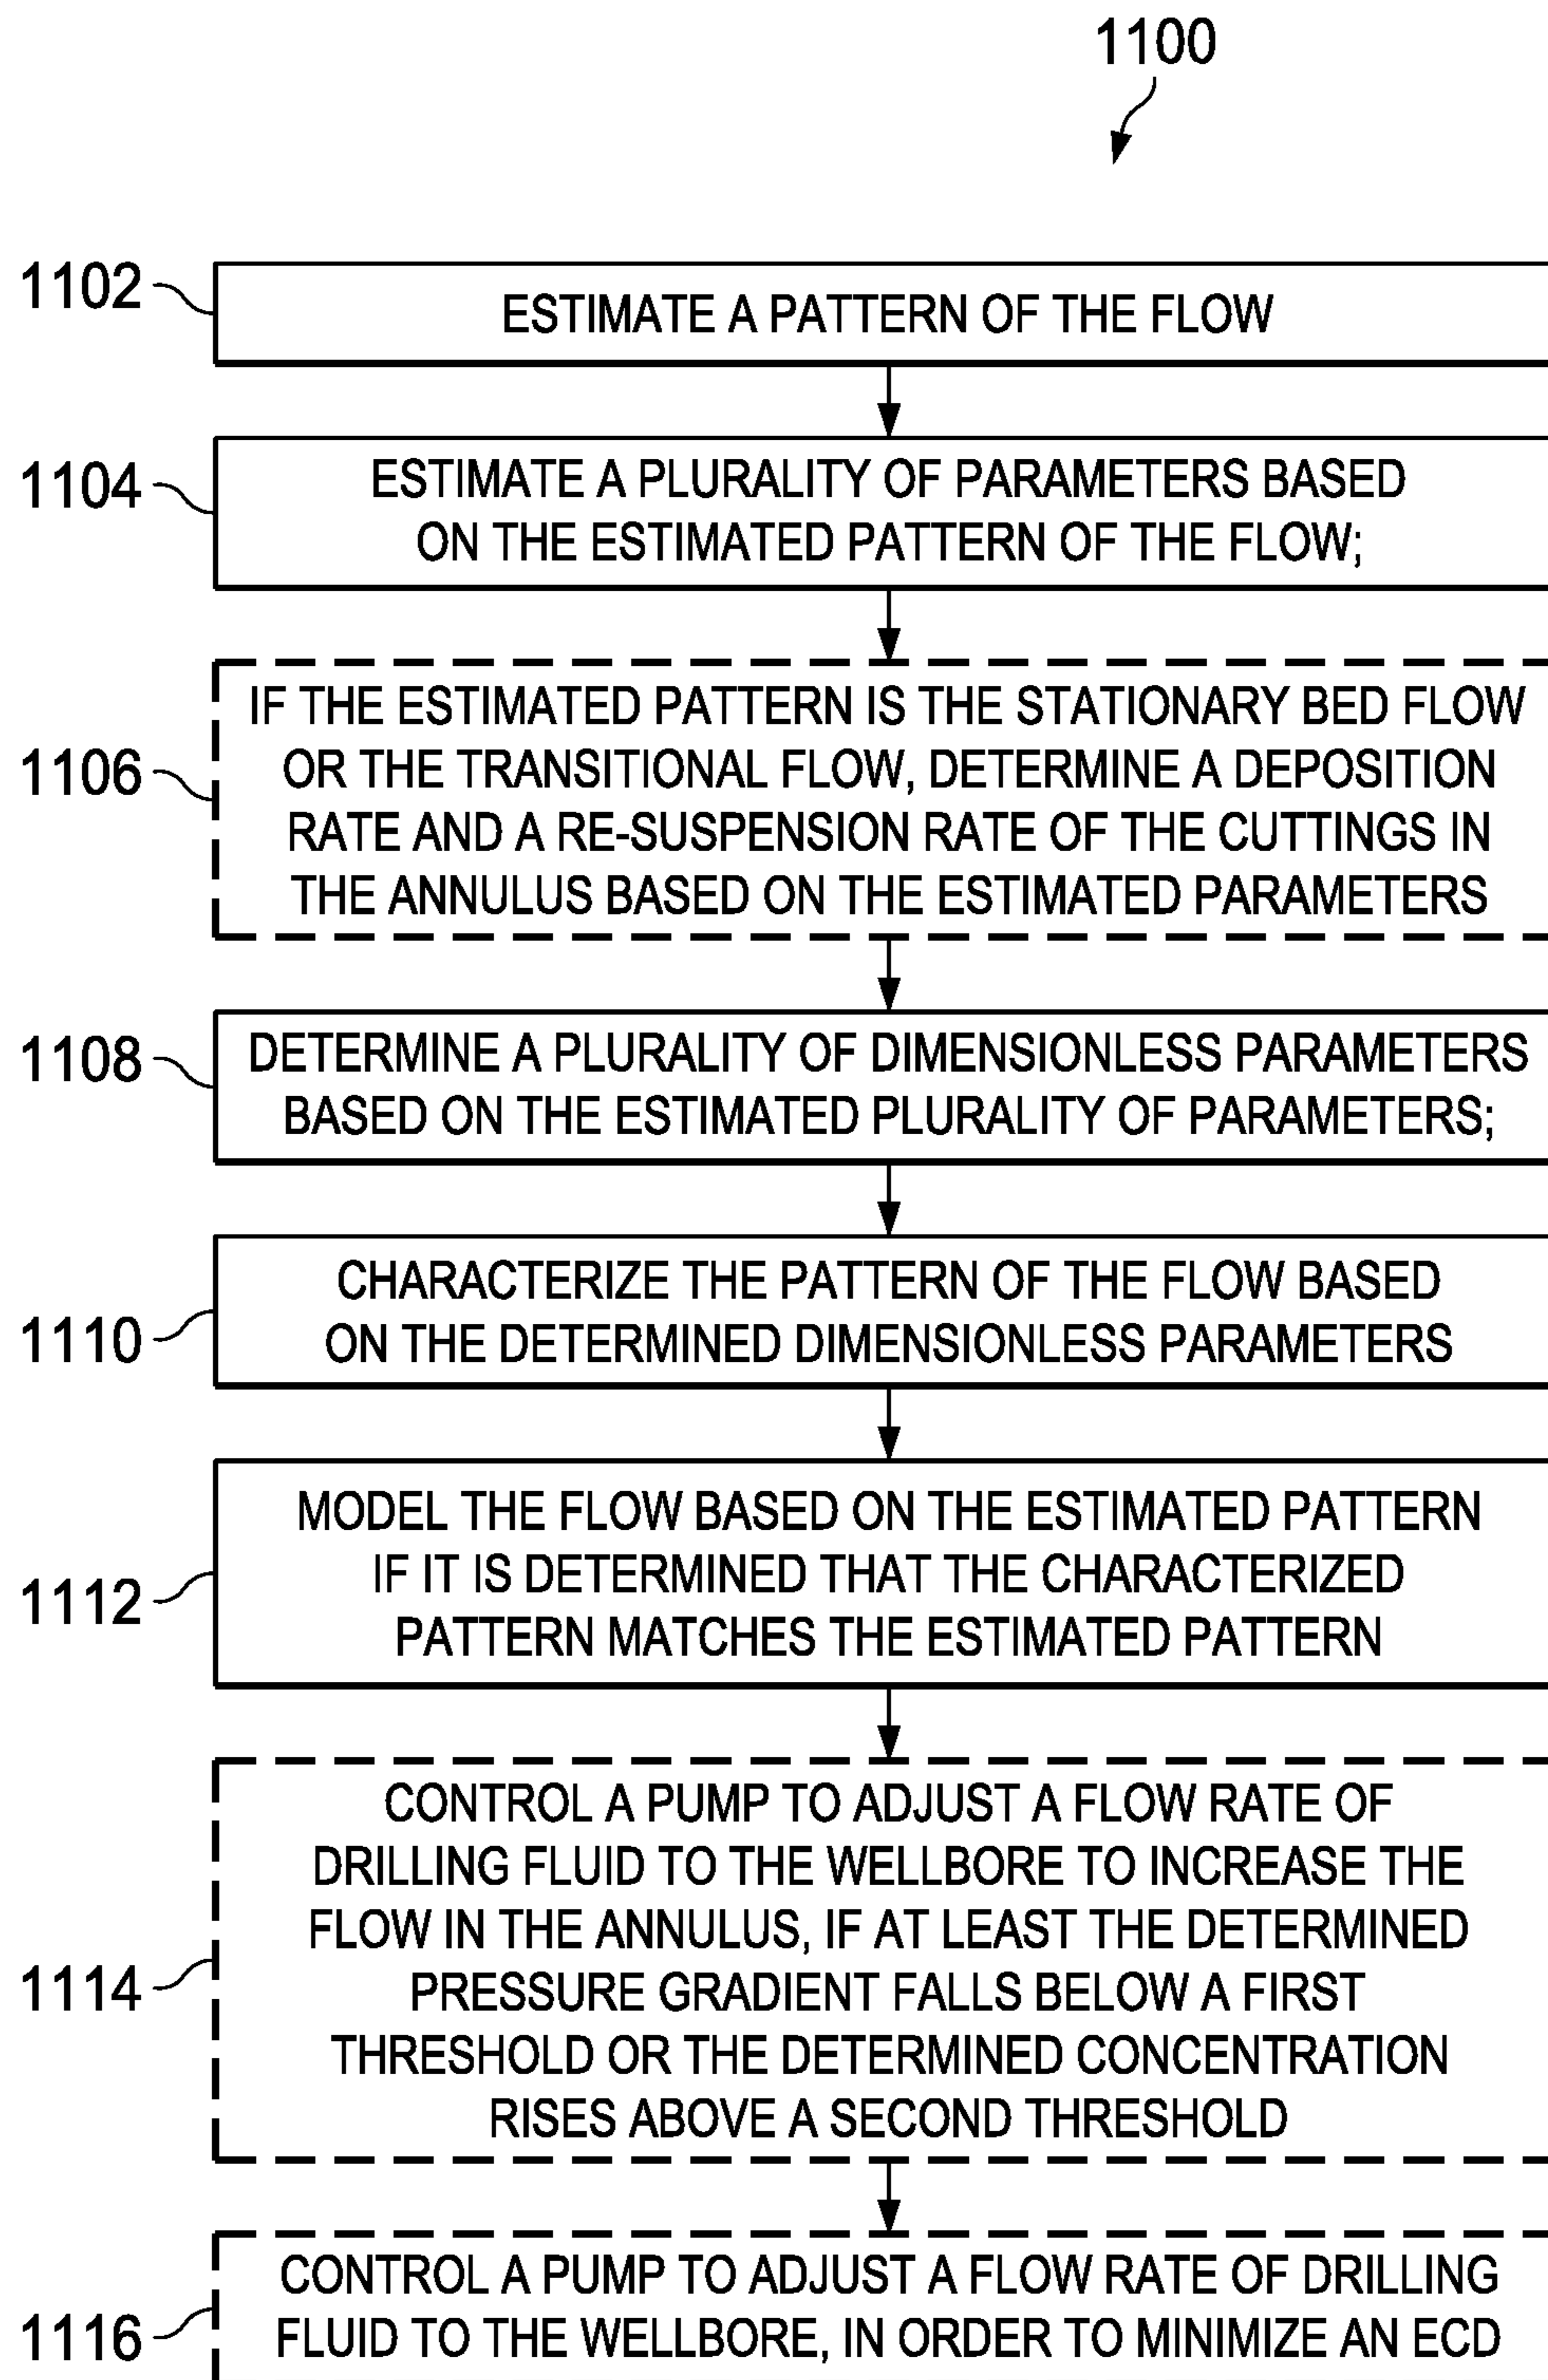 1100
1102
ESTIMATE A PATTERN OF THE FLOW
1104
ESTIMATE A PLURALITY OF PARAMETERS BASED
ON THE ESTIMATED PATTERN OF THE FLOW;
1106
IF THE ESTIMATED PATTERN IS THE STATIONARY BED FLOW
OR THE TRANSITIONAL FLOW, DETERMINE A DEPOSITION
RATE AND A RE-SUSPENSION RATE OF THE CUTTINGS IN
THE ANNULUS BASED ON THE ESTIMATED PARAMETERS
1108
DETERMINE A PLURALITY OF DIMENSIONLESS PARAMETERS
BASED ON THE ESTIMATED PLURALITY OF PARAMETERS;
1110
CHARACTERIZE THE PATTERN OF THE FLOW BASED
ON THE DETERMINED DIMENSIONLESS PARAMETERS
1112
MODEL THE FLOW BASED ON THE ESTIMATED PATTERN
IF IT IS DETERMINED THAT THE CHARACTERIZED
PATTERN MATCHES THE ESTIMATED PATTERN
1114
CONTROL A PUMP TO ADJUST A FLOW RATE OF
DRILLING FLUID TO THE WELLBORE TO INCREASE THE
FLOW IN THE ANNULUS, IF AT LEAST THE DETERMINED
PRESSURE GRADIENT FALLS BELOW A FIRST
THRESHOLD OR THE DETERMINED CONCENTRATION
RISES ABOVE A SECOND THRESHOLD
1116
CONTROL A PUMP TO ADJUST A FLOW RATE OF DRILLING
FLUID TO THE WELLBORE, IN ORDER TO MINIMIZE AN ECD